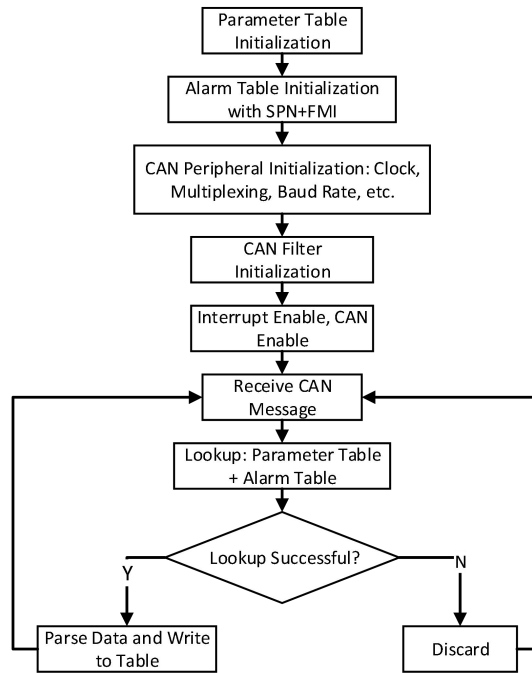 Parameter Table
Initialization
Alarm Table Initialization
with SPN+FMI
CAN Peripheral Initialization: Clock,
Multiplexing, Baud Rate, etc.
CAN Filter
Initialization
Interrupt Enable, CAN
Enable
Receive CAN
Message
Lookup: Parameter Table
+ Alarm Table
Lookup Successful?
Y
N
Parse Data and Write
to Table
Discard